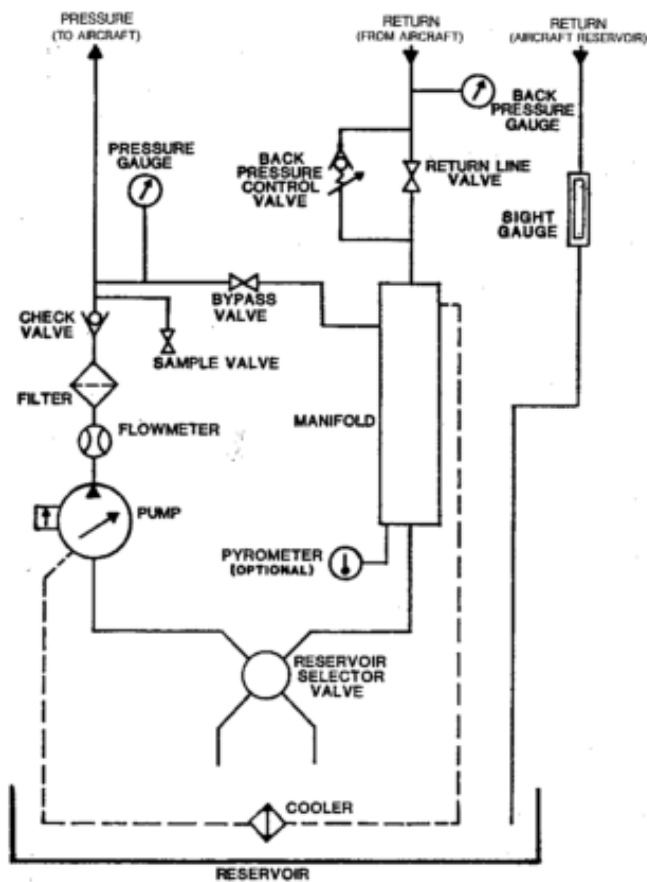 PRESSURE
(TO AIRCRAFT)
RETURN
(FROM AIRCRAFT)
RETURN
(AIRCRAFT RESERVOIR)
BACK
PRESSURE
GAUGE
PRESSURE
GAUGE
BACK
PRESSURE
CONTROL
VALVE
RETURN LINE
VALVE
SIGHT
GAUGE
BYPASS
VALVE
CHECK
VALVE
SAMPLE VALVE
FILTER
FLOWMETER
MANIFOLD
PUMP
PYROMETER
(OPTIONAL)
RESERVOIR
SELECTOR
VALVE
COOLER
RESERVOIR